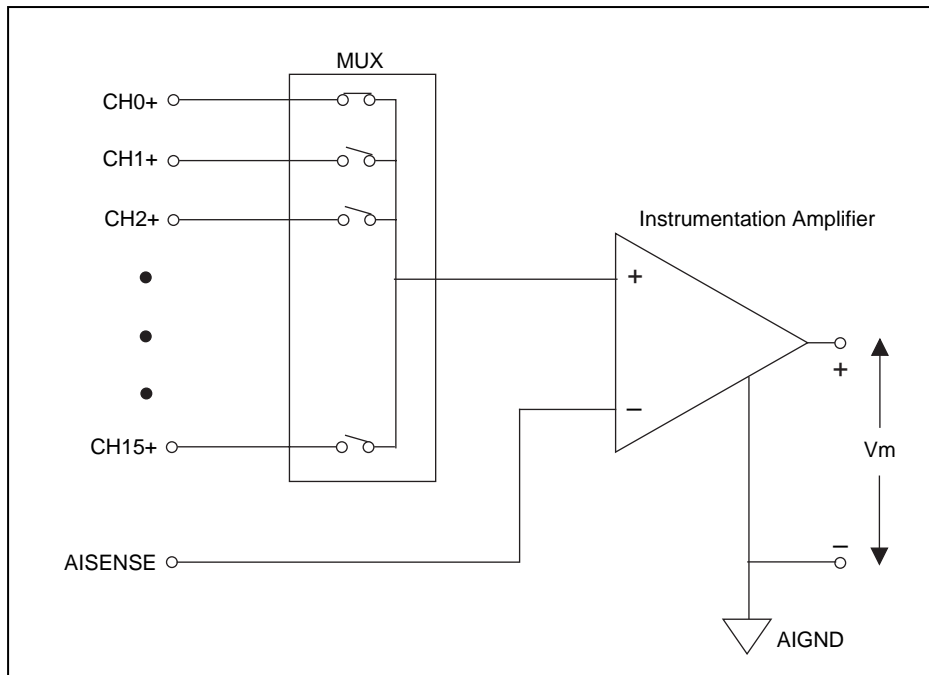 MUX
CH0+
CH1+
CH2+
Instrumentation Amplifier
+
−
+
CH15+
Vm
−
AISENSE
AIGND